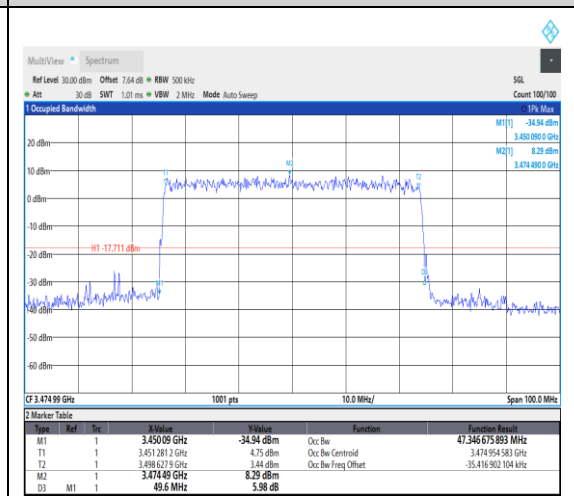 MultiView Spectrum
Ref Level 30.00 dBm Offset 7.64 dB RBW 500 kHz SGL
Att 30 dB SWT 1.01 ms VBW 2 MHz Mode Auto Sweep Count 100/100
1 Occupied Bandwidth 1Pk Max
M1[1] -34.94 dBm
3.450 090 0 GHz
M2[1] 8.29 dBm
3.474 490 0 GHz
20 dBm
10 dBm
0 dBm
-10 dBm
-20 dBm
-30 dBm
-40 dBm
-50 dBm
-60 dBm
T1
M2
T2
H1 -17.711 dBm
M1
CF 3.474 99 GHz 1001 pts 10.0 MHz/ Span 100.0 MHz
2 Marker Table
Type Ref Trc X-Value Y-Value Function Function Result
M1 1 3.450 09 GHz -34.94 dBm Occ Bw 47.346 675 893 MHz
T1 1 3.451 281 2 GHz 4.75 dBm Occ Bw Centroid 3.474 954 583 GHz
T2 1 3.498 627 9 GHz 3.44 dBm Occ Bw Freq Offset -35.416 902 104 kHz
M2 1 3.474 49 GHz 8.29 dBm
D3 M1 1 49.6 MHz 5.98 dB